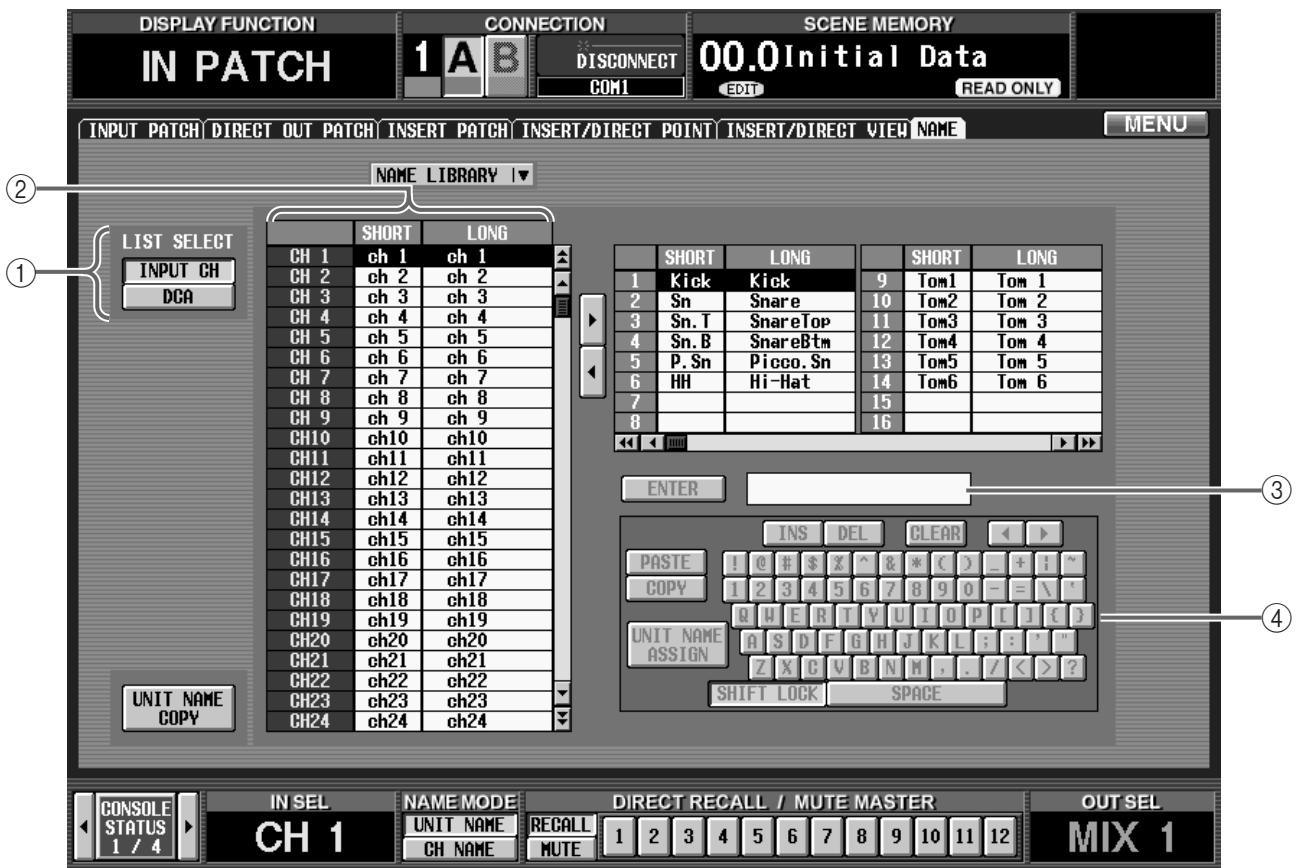 DISPLAY FUNCTION
IN PATCH
CONNECTION
1 A B
DISCONNECT
COM1
SCENE MEMORY
00.0 Initial Data
EDIT
READ ONLY
INPUT PATCH DIRECT OUT PATCH INSERT PATCH INSERT/DIRECT POINT INSERT/DIRECT VIEW NAME
MENU
NAME LIBRARY
②
①
LIST SELECT
INPUT CH
DCA
SHORT LONG
CH 1 ch 1 ch 1
CH 2 ch 2 ch 2
CH 3 ch 3 ch 3
CH 4 ch 4 ch 4
CH 5 ch 5 ch 5
CH 6 ch 6 ch 6
CH 7 ch 7 ch 7
CH 8 ch 8 ch 8
CH 9 ch 9 ch 9
CH10 ch10 ch10
CH11 ch11 ch11
CH12 ch12 ch12
CH13 ch13 ch13
CH14 ch14 ch14
CH15 ch15 ch15
CH16 ch16 ch16
CH17 ch17 ch17
CH18 ch18 ch18
CH19 ch19 ch19
CH20 ch20 ch20
CH21 ch21 ch21
CH22 ch22 ch22
CH23 ch23 ch23
CH24 ch24 ch24
UNIT NAME
COPY
SHORT LONG SHORT LONG
1 Kick Kick 9 Tom1 Tom 1
2 Sn Snare 10 Tom2 Tom 2
3 Sn.T SnareTop 11 Tom3 Tom 3
4 Sn.B SnareBtm 12 Tom4 Tom 4
5 P.Sn Picco.Sn 13 Tom5 Tom 5
6 HH Hi-Hat 14 Tom6 Tom 6
7 15
8 16
ENTER
③
INS DEL CLEAR
PASTE
COPY
UNIT NAME
ASSIGN
! @ # $ % ^ & * ( ) _ + ¦ ~
1 2 3 4 5 6 7 8 9 0 - = \ `
Q W E R T Y U I O P [ ] { }
A S D F G H J K L ; : ' "
Z X C V B N M , . / < > ?
SHIFT LOCK SPACE
④
CONSOLE
STATUS
1 / 4
IN SEL
CH 1
NAME MODE
UNIT NAME
CH NAME
DIRECT RECALL / MUTE MASTER
RECALL
MUTE
1 2 3 4 5 6 7 8 9 10 11 12
OUT SEL
MIX 1